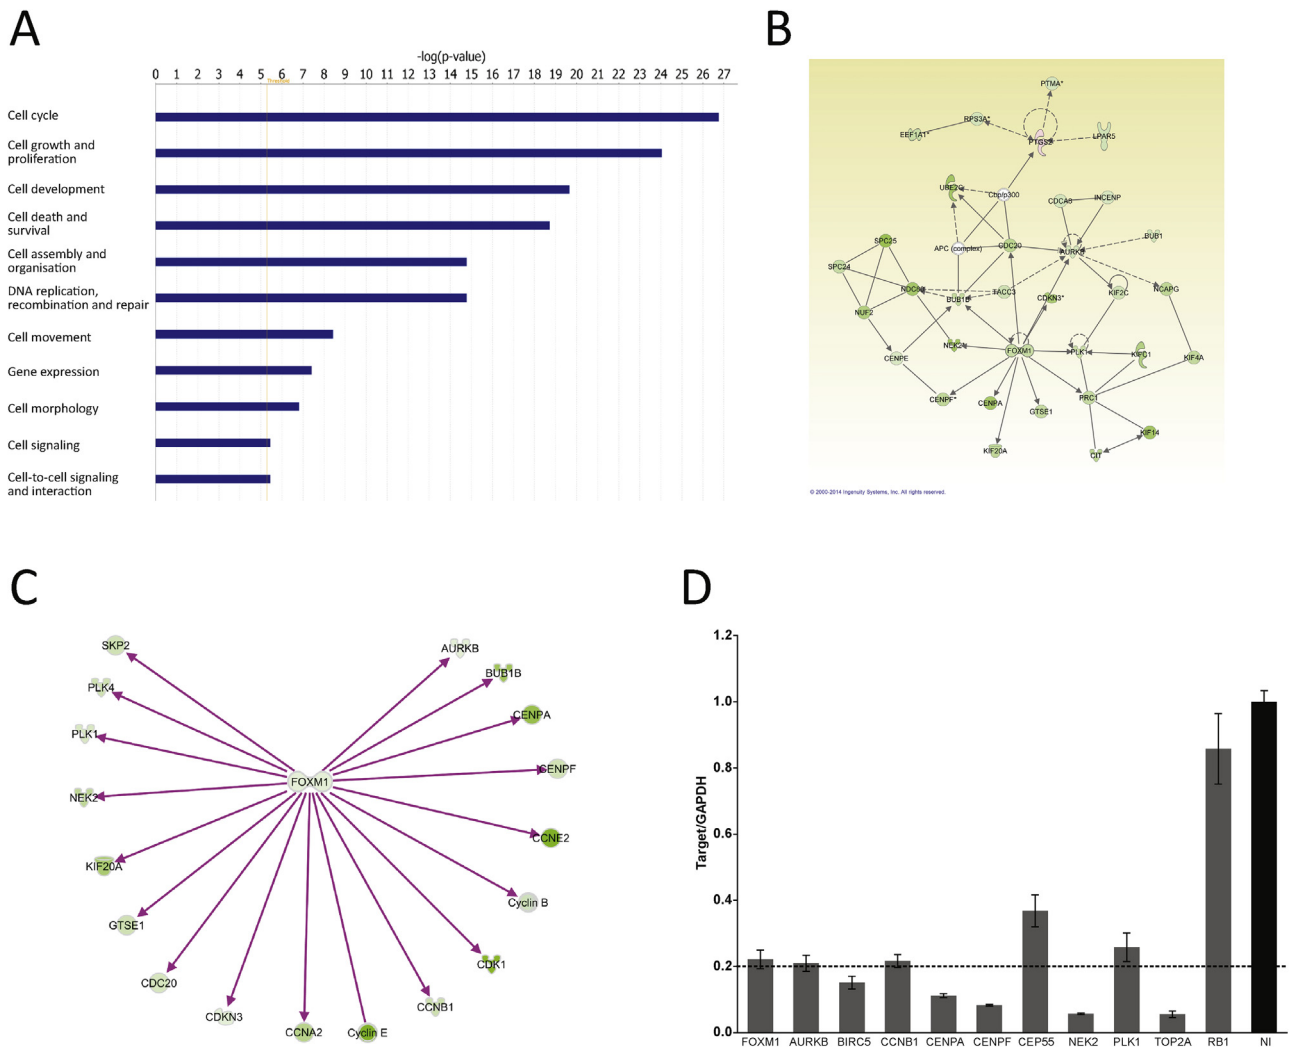 A
-log(p-value)
0 1 2 3 4 5 6 7 8 9 10 11 12 13 14 15 16 17 18 19 20 21 22 23 24 25 26 27
Threshold
Cell cycle
Cell growth and
proliferation
Cell development
Cell death and
survival
Cell assembly and
organisation
DNA replication,
recombination and repair
Cell movement
Gene expression
Cell morphology
Cell signaling
Cell-to-cell signaling
and interaction
B
PTMA*
RPS3A*
EEF1A1*
PTGS2
LPAR5
UBE2C
Cbp/p300
CDCA8
INCENP
BUB1
SPC25
APC (complex)
CDC20
AURKB
SPC24
NDC80
BUB1B
TACC3
CDKN3*
KIF2C
NCAPG
NUF2
NEK2*
FOXM1
PLK1
KIFC1
KIF4A
CENPE
CENPF*
CENPA
GTSE1
PRC1
KIF14
KIF20A
CIT
© 2000-2014 Ingenuity Systems, Inc. All rights reserved.
C
SKP2
AURKB
PLK4
BUB1B
CENPA
PLK1
CENPF
FOXM1
NEK2
CCNE2
KIF20A
Cyclin B
GTSE1
CDK1
CDC20
CCNB1
CDKN3
CCNA2
Cyclin E
D
Target/GAPDH
1.2
1.0
0.8
0.6
0.4
0.2
0.0
FOXM1 AURKB BIRC5 CCNB1 CENPA CENPF CEP55 NEK2 PLK1 TOP2A RB1 NI